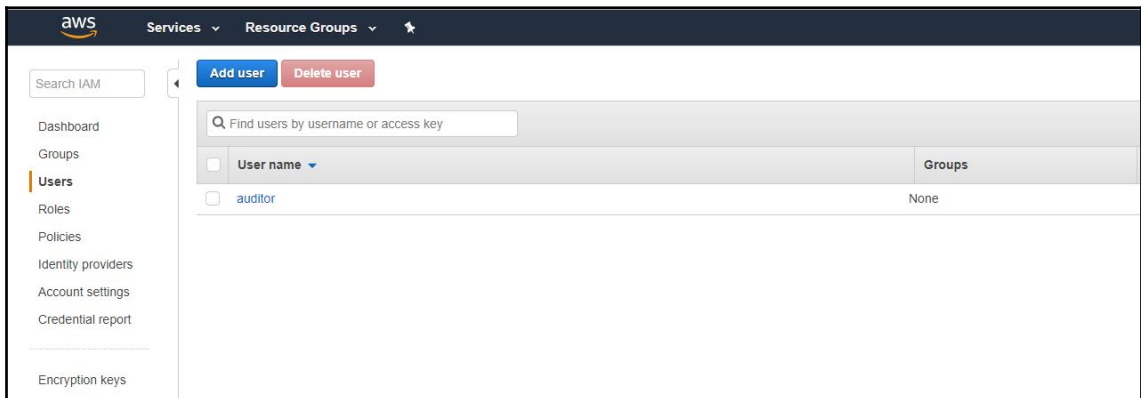 aws Services Resource Groups
Search IAM
Add user Delete user
Dashboard
Groups
Users
Roles
Policies
Identity providers
Account settings
Credential report
Encryption keys
Find users by username or access key
User name Groups
auditor None